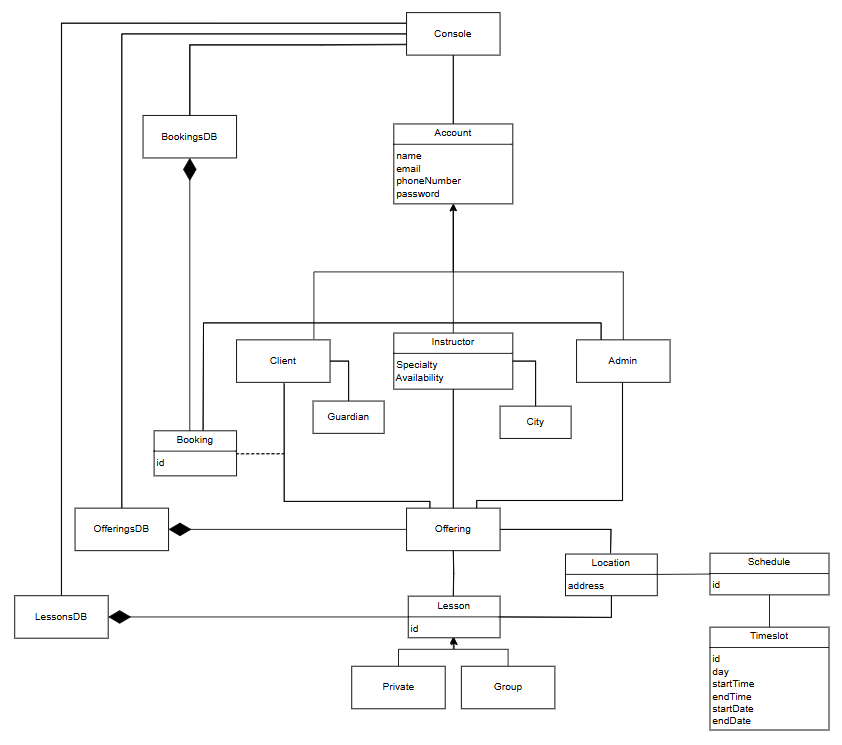 Console
BookingsDB
Account
name
email
phoneNumber
password
Client
Instructor
Specialty
Availability
Admin
Guardian
City
Booking
id
OfferingsDB
Offering
Location
address
Schedule
id
LessonsDB
Lesson
id
Timeslot
id
day
startTime
endTime
startDate
endDate
Private
Group